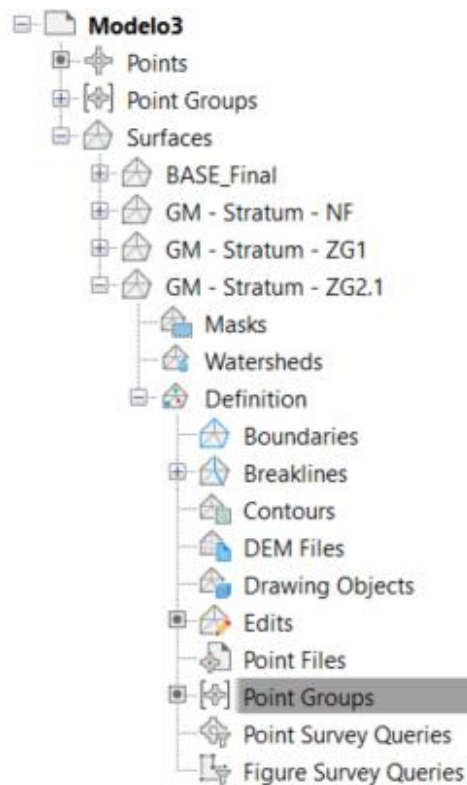 Modelo3
Points
Point Groups
Surfaces
BASE_Final
GM - Stratum - NF
GM - Stratum - ZG1
GM - Stratum - ZG2.1
Masks
Watersheds
Definition
Boundaries
Breaklines
Contours
DEM Files
Drawing Objects
Edits
Point Files
Point Groups
Point Survey Queries
Figure Survey Queries